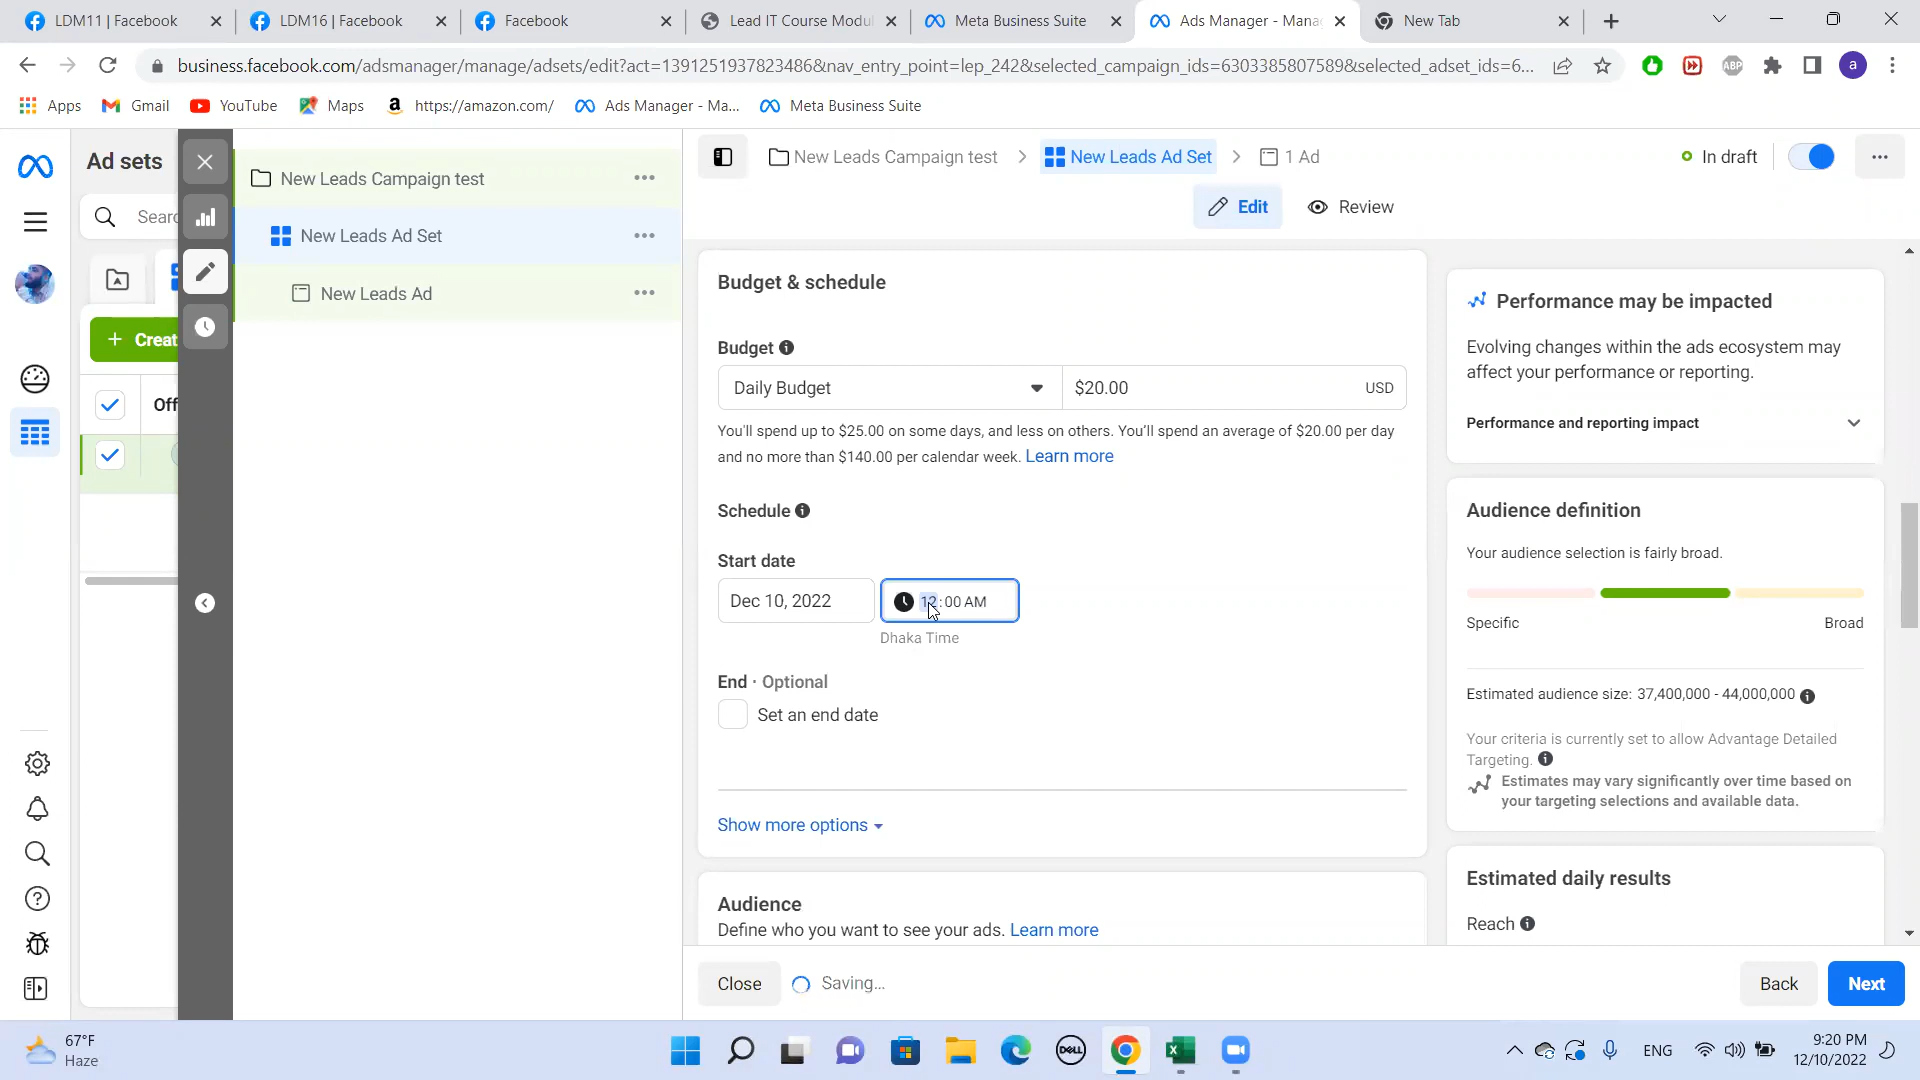 LDM11 | Facebook
LDM16 | Facebook
Facebook
Lead IT Course Modul
Meta Business Suite
Ads Manager - Mana
New Tab
business.facebook.com/adsmanager/manage/adsets/edit?act=1391251937823486&nav_entry_point=lep_242&selected_campaign_ids=6303385807589&selected_adset_ids=6...
ABP
a
Apps
Gmail
YouTube
Maps
https://amazon.com/
Ads Manager - Ma...
Meta Business Suite
Ad sets
Searc
+ Creat
Off
New Leads Campaign test
New Leads Ad Set
New Leads Ad
New Leads Campaign test
New Leads Ad Set
1 Ad
In draft
Edit
Review
Budget & schedule
Budget
Daily Budget
$20.00
USD
You'll spend up to $25.00 on some days, and less on others. You'll spend an average of $20.00 per day
and no more than $140.00 per calendar week. Learn more
Schedule
Start date
Dec 10, 2022
12:00 AM
Dhaka Time
End · Optional
Set an end date
Show more options
Audience
Define who you want to see your ads. Learn more
Performance may be impacted
Evolving changes within the ads ecosystem may
affect your performance or reporting.
Performance and reporting impact
Audience definition
Your audience selection is fairly broad.
Specific
Broad
Estimated audience size: 37,400,000 - 44,000,000
Your criteria is currently set to allow Advantage Detailed
Targeting.
Estimates may vary significantly over time based on
your targeting selections and available data.
Estimated daily results
Reach
Close
Saving...
Back
Next
67°F
Haze
DELL
ENG
9:20 PM
12/10/2022